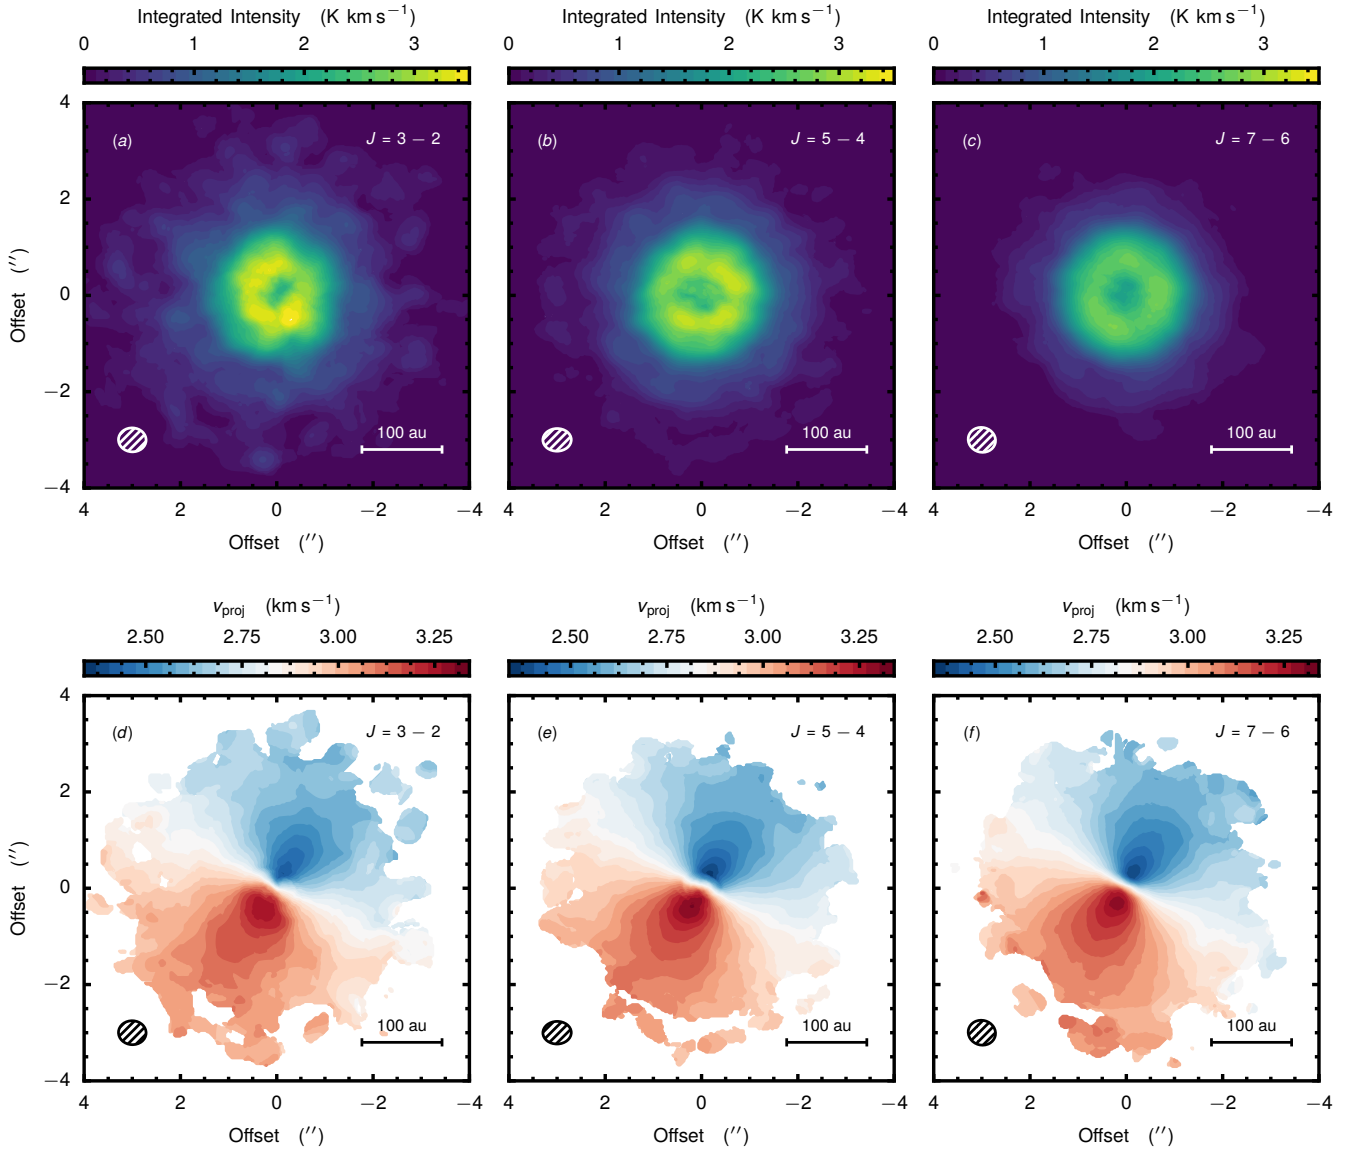 Integrated Intensity (K km s⁻¹) Integrated Intensity (K km s⁻¹) Integrated Intensity (K km s⁻¹)
0 1 2 3 0 1 2 3 0 1 2 3
4
(a) J = 3 − 2 (b) J = 5 − 4 (c) J = 7 − 6
2
0
Offset (′′)
−2
100 au 100 au 100 au
−4
4 2 0 −2 −4 4 2 0 −2 −4 4 2 0 −2 −4
Offset (′′) Offset (′′) Offset (′′)
vproj (km s⁻¹) vproj (km s⁻¹) vproj (km s⁻¹)
2.50 2.75 3.00 3.25 2.50 2.75 3.00 3.25 2.50 2.75 3.00 3.25
4
(d) J = 3 − 2 (e) J = 5 − 4 (f) J = 7 − 6
2
0
Offset (′′)
−2
100 au 100 au 100 au
−4
4 2 0 −2 −4 4 2 0 −2 −4 4 2 0 −2 −4
Offset (′′) Offset (′′) Offset (′′)